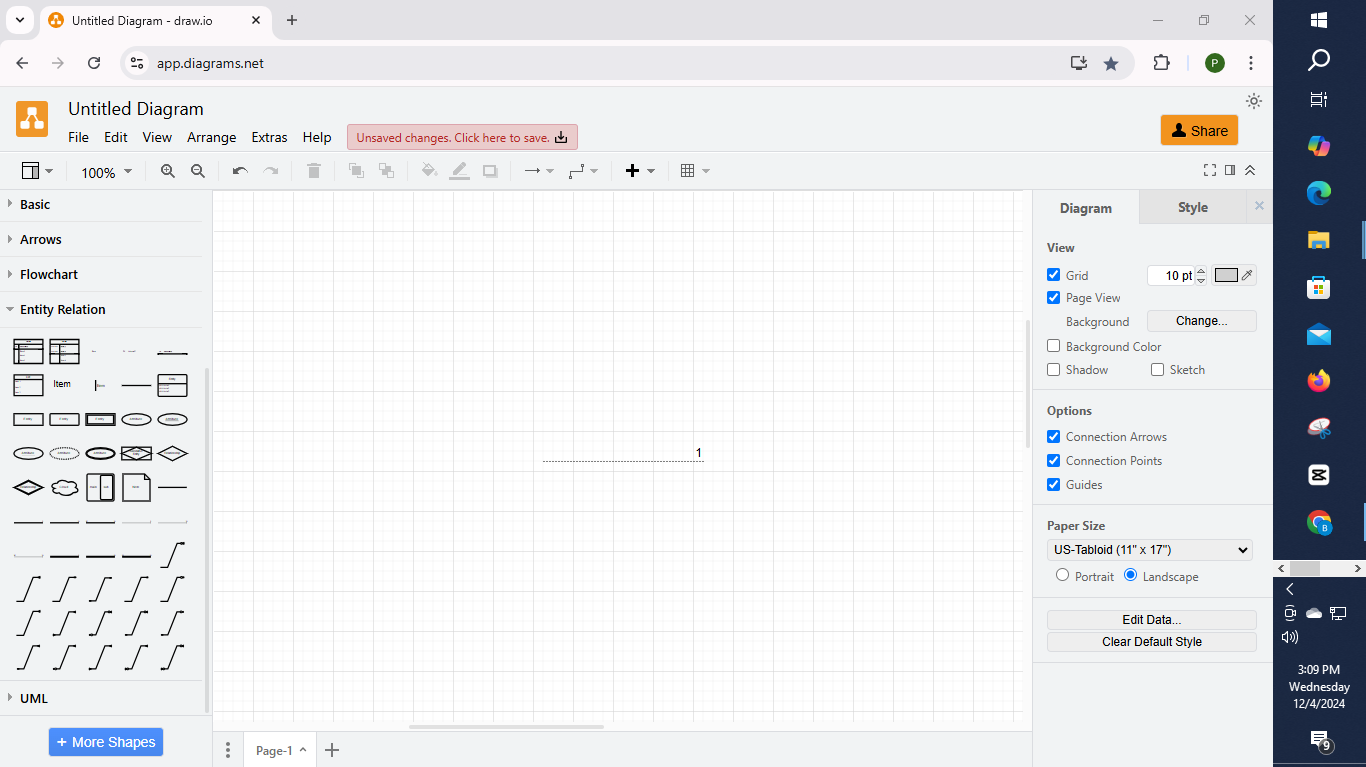 Untitled Diagram - draw.io
app.diagrams.net
P
Untitled Diagram
File Edit View Arrange Extras Help
Unsaved changes. Click here to save.
Share
100%
Basic
Arrows
Flowchart
Entity Relation
Item
UML
+ More Shapes
1
Page-1
Diagram
Style
View
Grid
10 pt
Page View
Background
Change...
Background Color
Shadow
Sketch
Options
Connection Arrows
Connection Points
Guides
Paper Size
US-Tabloid (11" x 17")
Portrait
Landscape
Edit Data...
Clear Default Style
B
3:09 PM
Wednesday
12/4/2024
9